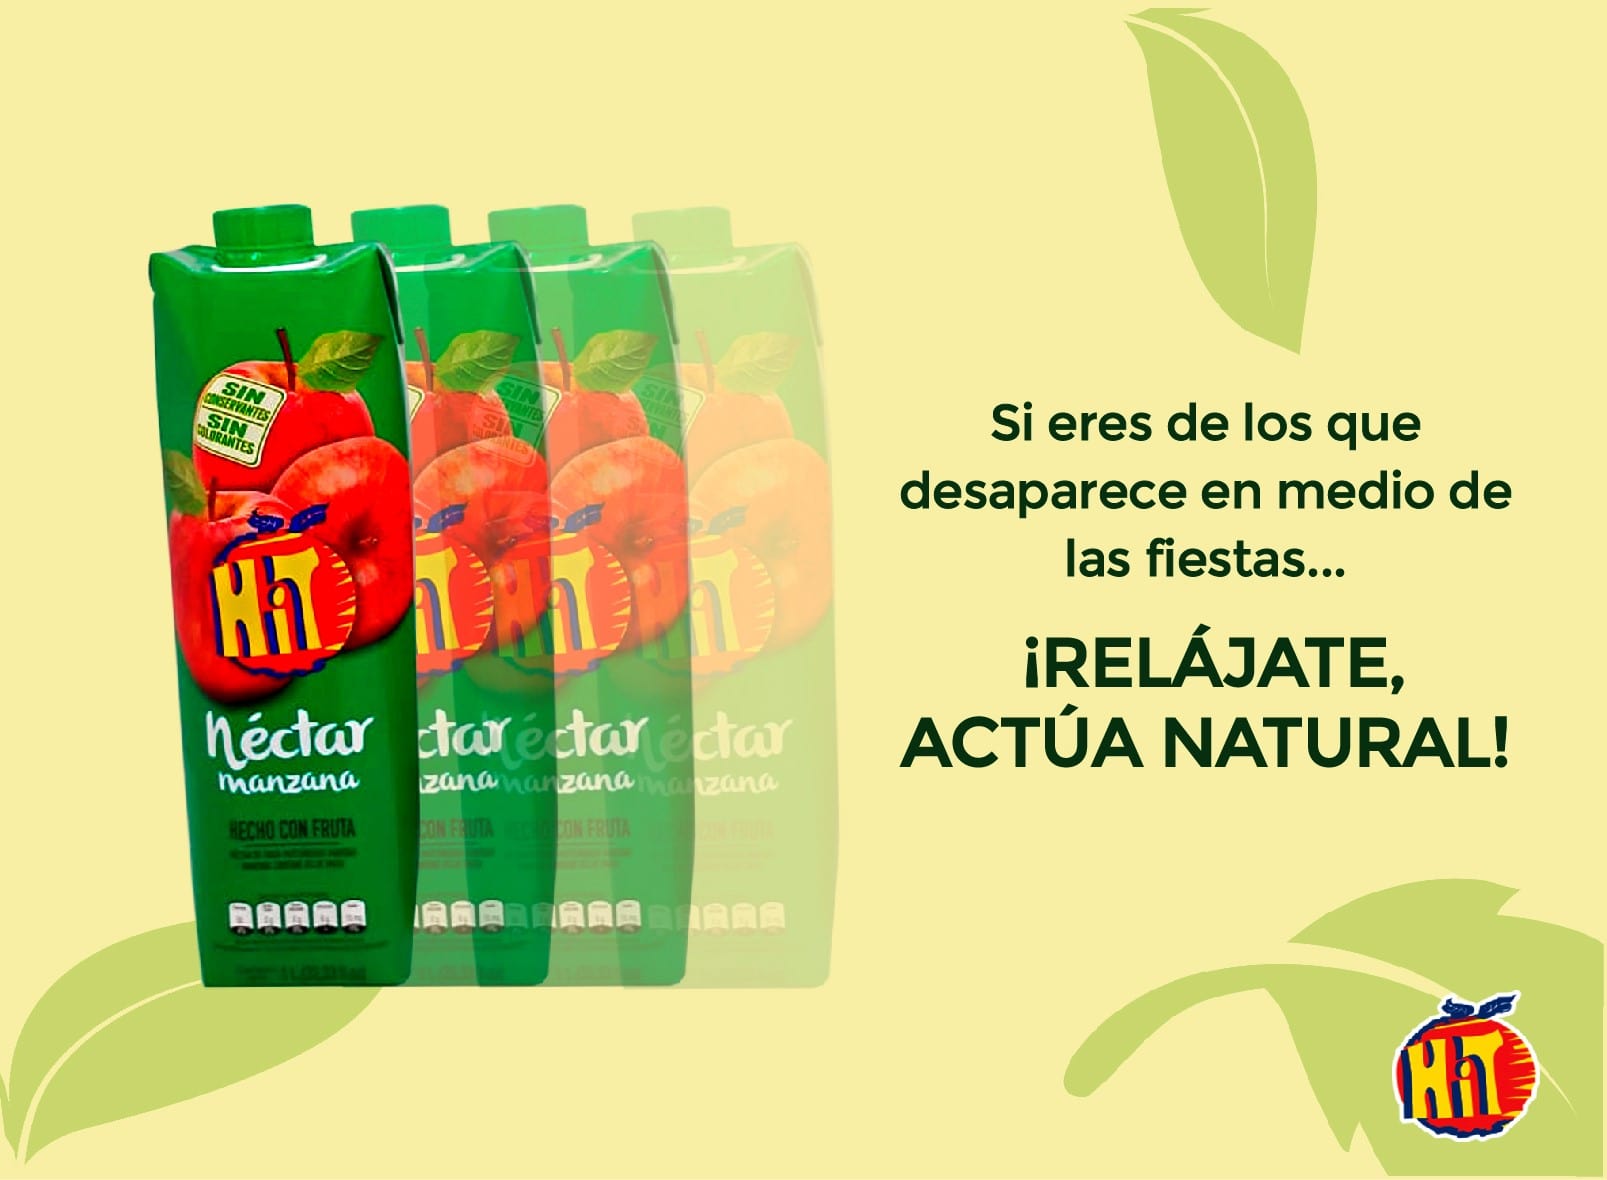 SIN
CONSERVANTES
SIN
COLORANTES
HiT
Néctar
manzana
HECHO CON FRUTA
Si eres de los que
desaparece en medio de
las fiestas...
¡RELÁJATE,
ACTÚA NATURAL!
HiT